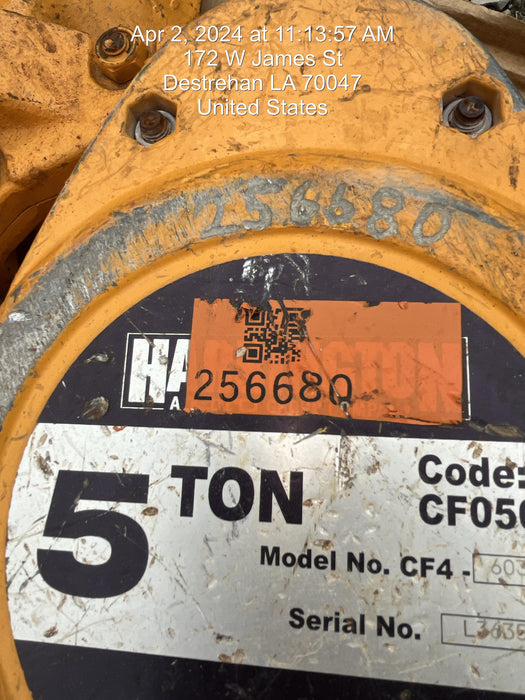 Apr 2, 2024 at 11:13:57 AM
172 W James St
Destrehan LA 70047
United States
256680
256680
5 TON
Code:
CF050
Model No. CF4 - 603
Serial No.